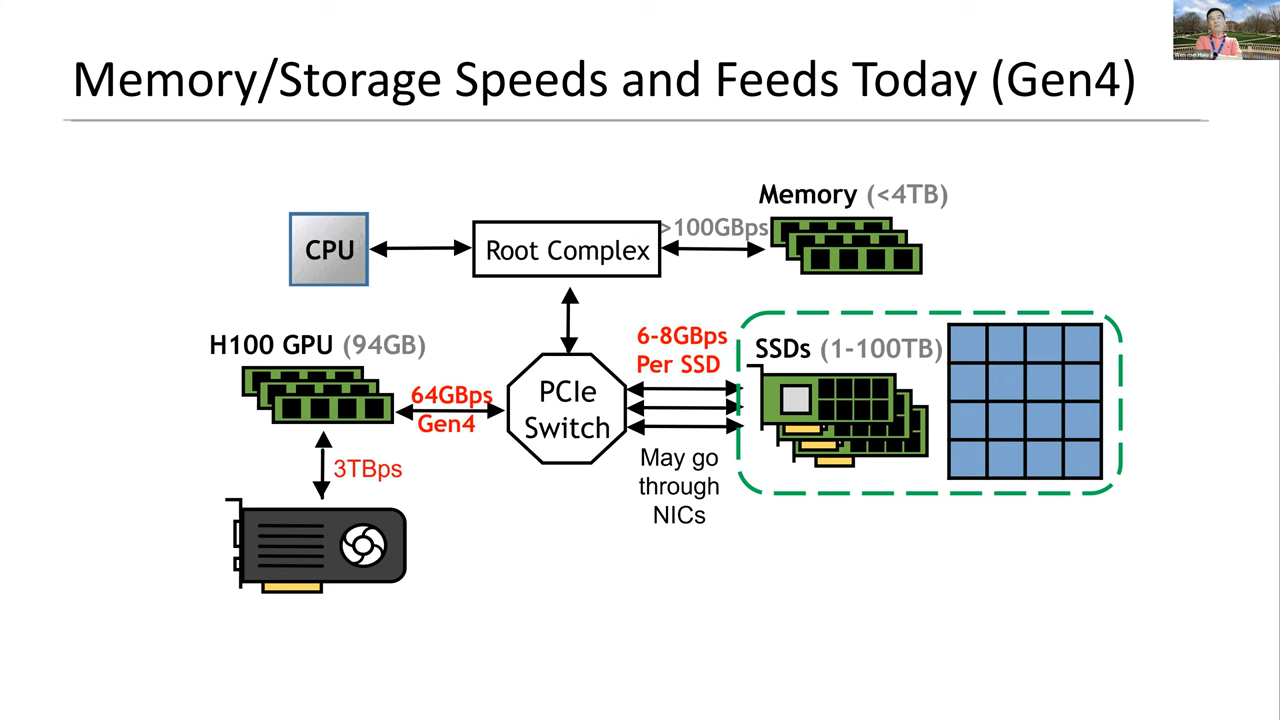 Memory/Storage Speeds and Feeds Today (Gen4)
Memory (<4TB)
>100GBps
CPU
Root Complex
H100 GPU (94GB)
64GBps
Gen4
PCIe
Switch
6-8GBps
Per SSD
SSDs (1-100TB)
3TBps
May go
through
NICs